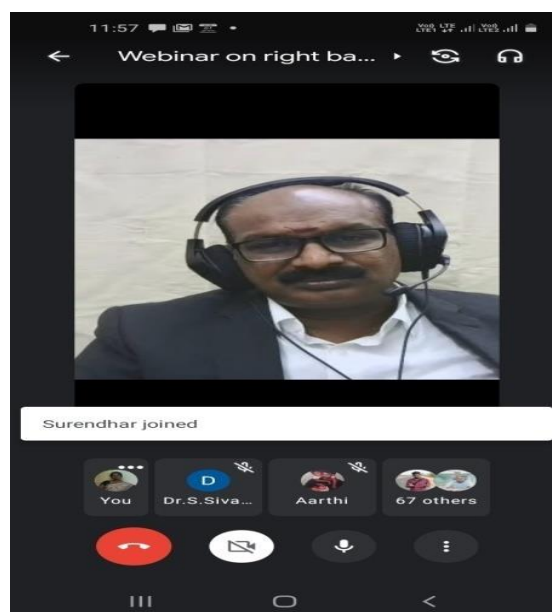 11:57
Webinar on right ba...
Surendhar joined
D
You
Dr.S.Siva...
Aarthi
67 others